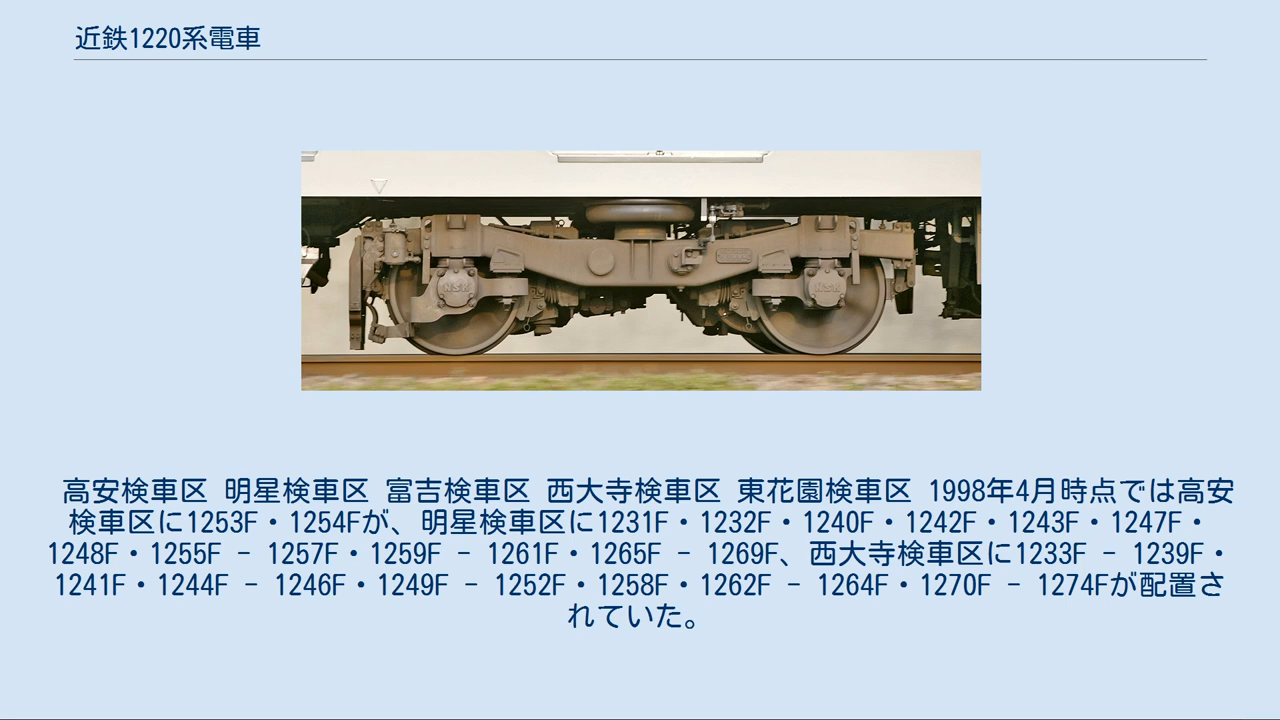 近鉄1220系電車
NSK
NSK
高安検車区 明星検車区 富吉検車区 西大寺検車区 東花園検車区 1998年4月時点では高安
検車区に1253F・1254Fが、明星検車区に1231F・1232F・1240F・1242F・1243F・1247F・
1248F・1255F - 1257F・1259F - 1261F・1265F - 1269F、西大寺検車区に1233F - 1239F・
1241F・1244F - 1246F・1249F - 1252F・1258F・1262F - 1264F・1270F - 1274Fが配置さ
れていた。